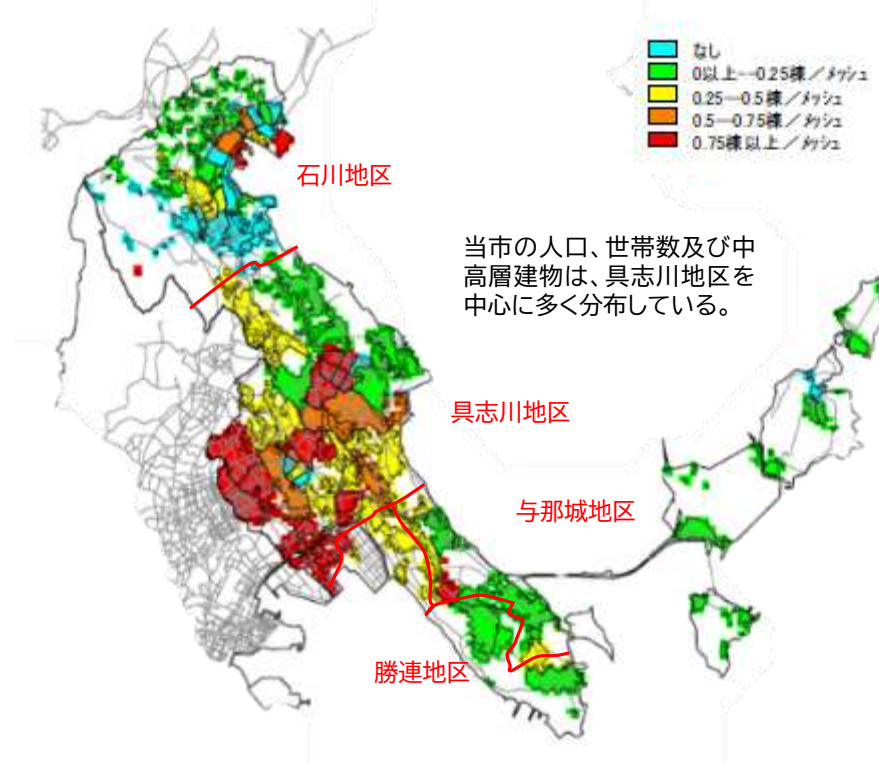 なし
0以上--0.25棟／メッシュ
0.25―0.5棟／メッシュ
0.5―0.75棟／メッシュ
0.75棟以上／メッシュ
石川地区
当市の人口、世帯数及び中
高層建物は、具志川地区を
中心に多く分布している。
具志川地区
与那城地区
勝連地区